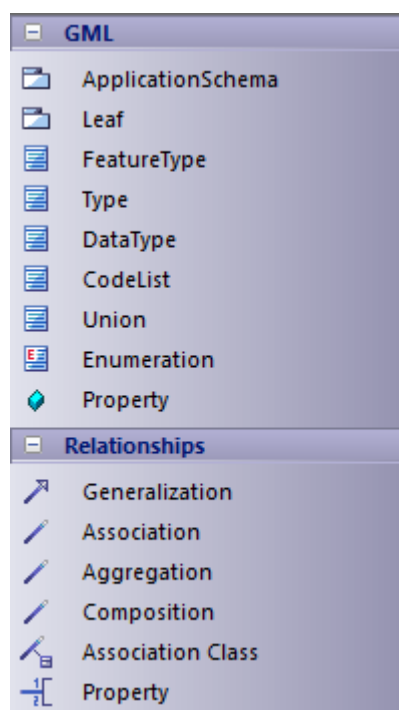 GML
ApplicationSchema
Leaf
FeatureType
Type
DataType
CodeList
Union
Enumeration
Property
Relationships
Generalization
Association
Aggregation
Composition
Association Class
Property